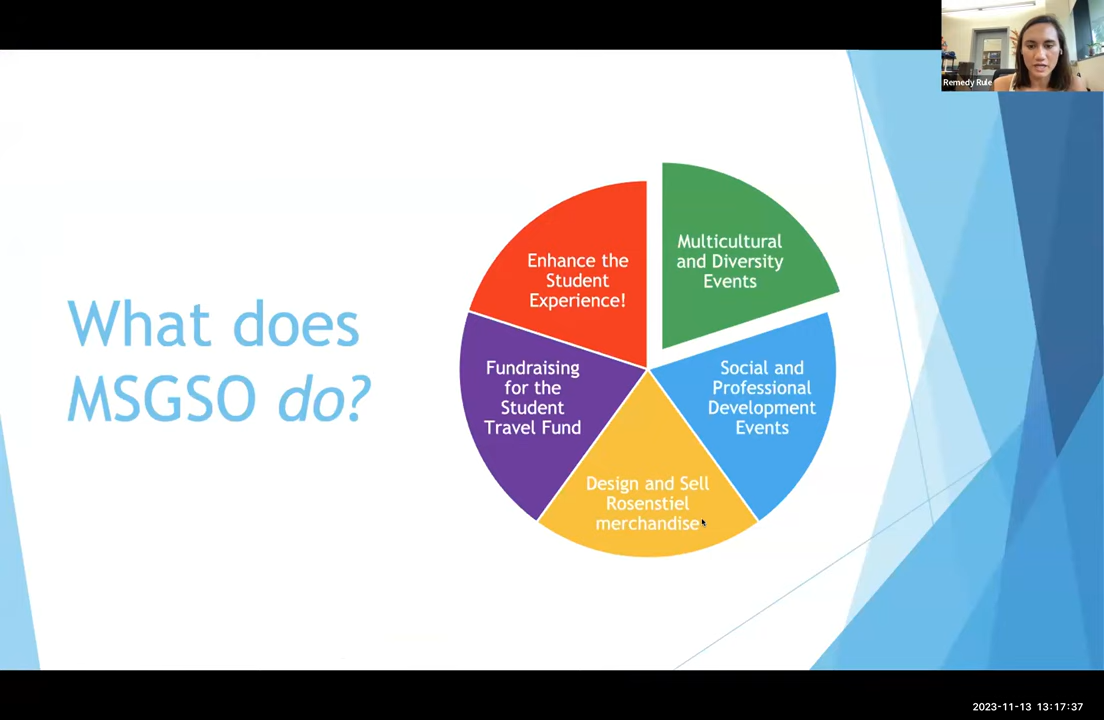 Remedy Rule
What does
MSGSO do?
Enhance the
Student
Experience!
Multicultural
and Diversity
Events
Fundraising
for the
Student
Travel Fund
Social and
Professional
Development
Events
Design and Sell
Rosenstiel
merchandise
2023-11-13 13:17:37